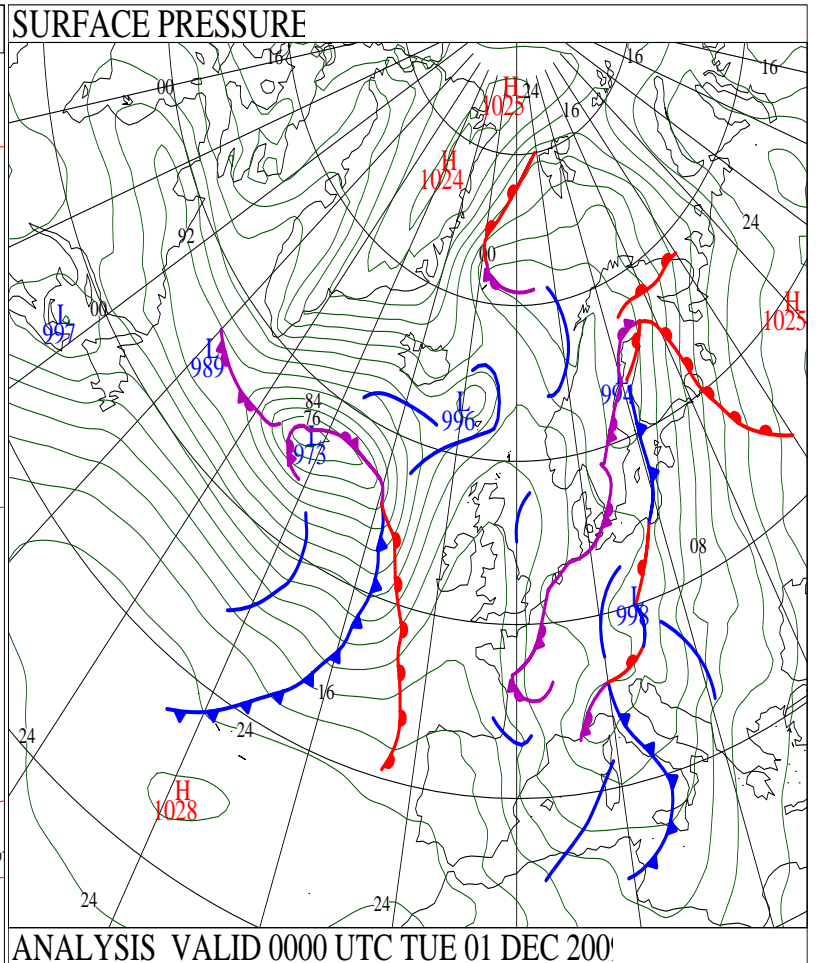 SURFACE PRESSURE
16
16
16
H
1025
24
00
16
H
1024
24
92
00
H
1025
L
997
00
L
989
84
76
994
L
996
L
973
08
L
998
16
24
24
H
1028
24
24
ANALYSIS VALID 0000 UTC TUE 01 DEC 200